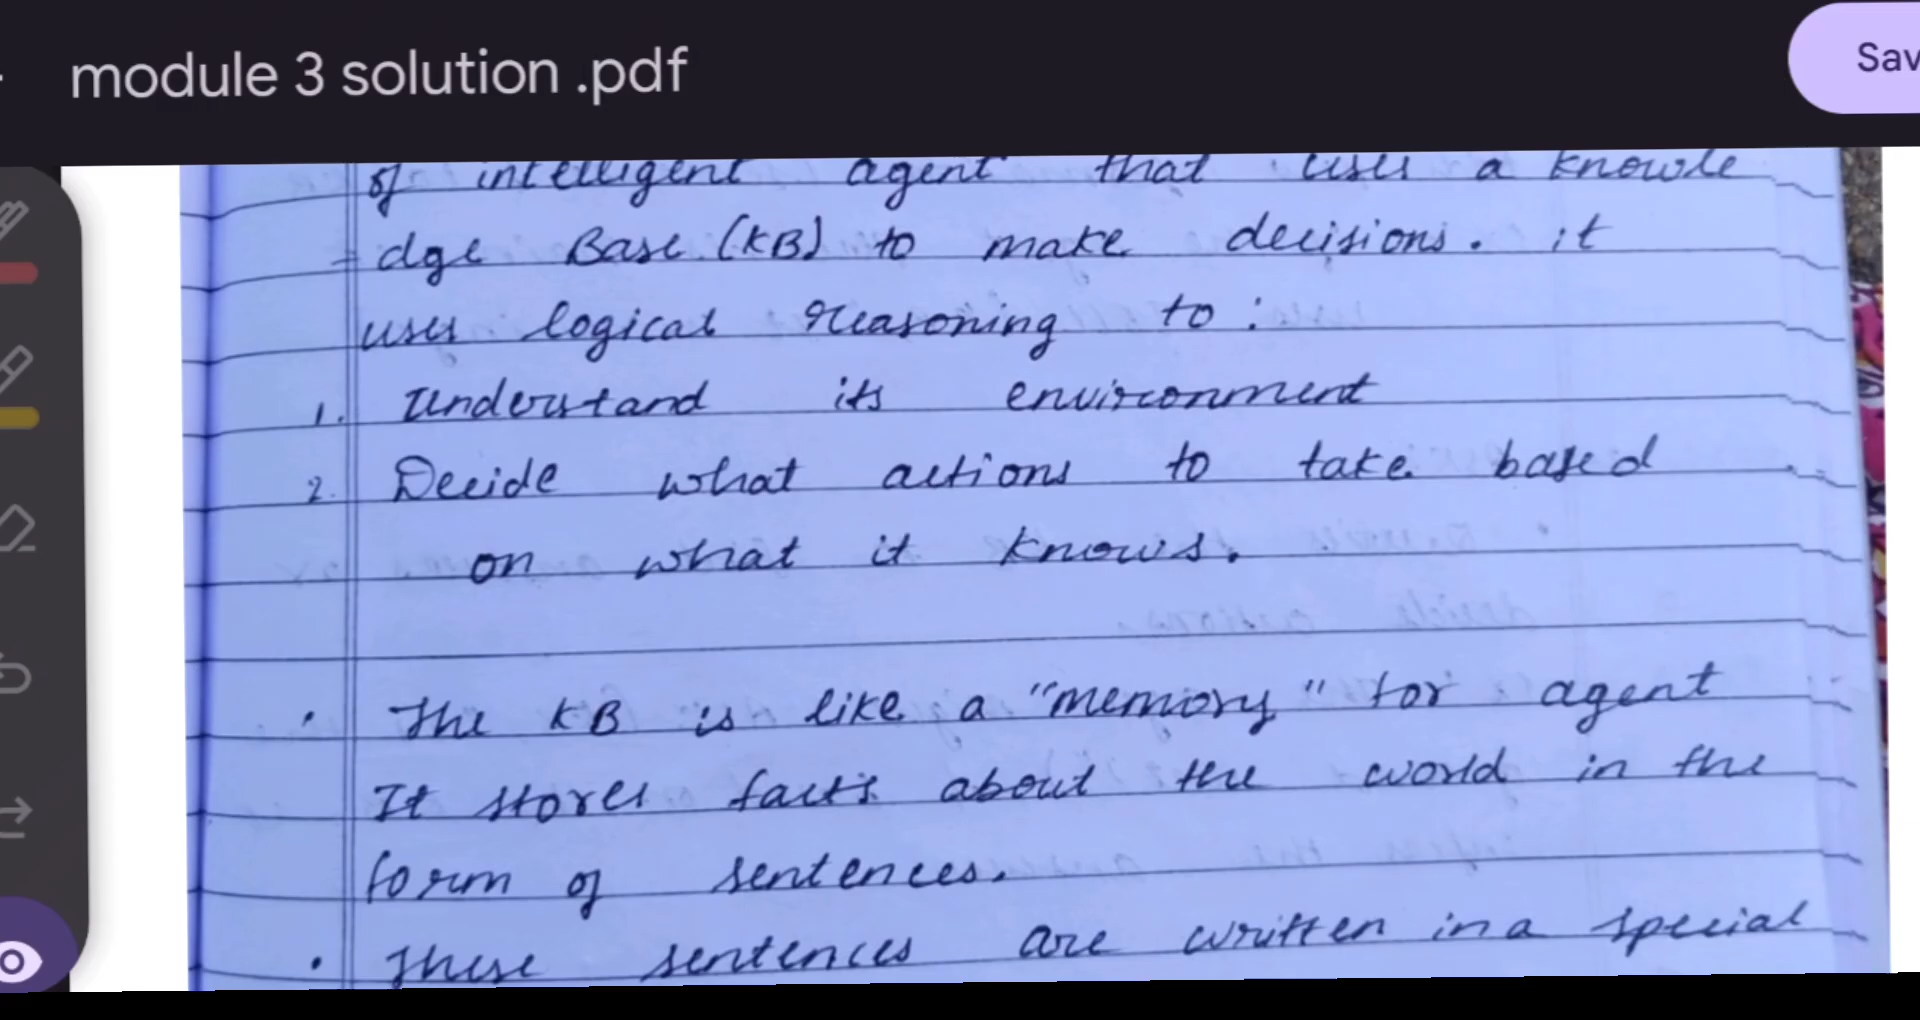 module 3 solution .pdf
Sav
of intelligent agent that uses a knowle
-dge Base (KB) to make decisions. it
uses logical reasoning to :
1. Understand its environment
2. Decide what actions to take based
on what it knows.
• The KB is like a "memory" for agent
It stores facts about the world in the
form of sentences.
• These sentences are written in a special